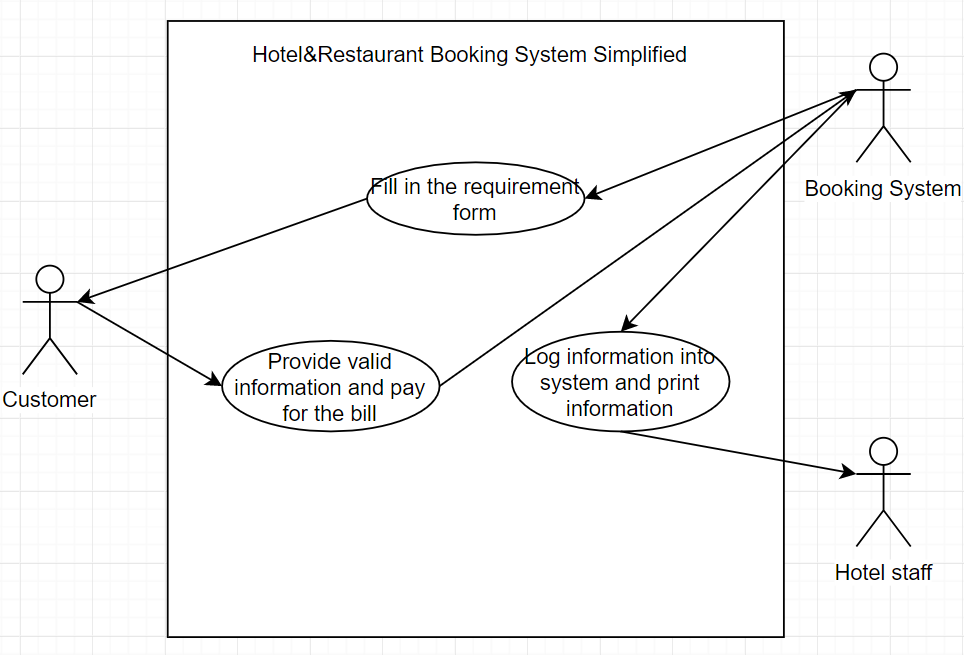 Hotel&Restaurant Booking System Simplified
Booking System
Fill in the requirement
form
Customer
Provide valid
information and pay
for the bill
Log information into
system and print
information
Hotel staff